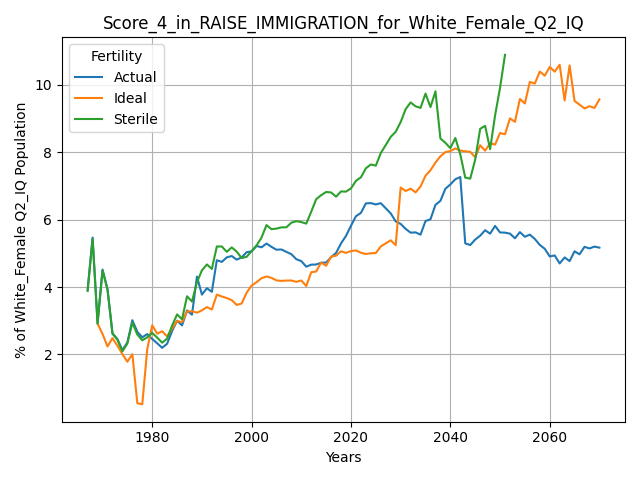 Score_4_in_RAISE_IMMIGRATION_for_White_Female_Q2_IQ
Fertility
Actual
Ideal
Sterile
% of White_Female Q2_IQ Population
10
8
6
4
2
1980
2000
2020
2040
2060
Years